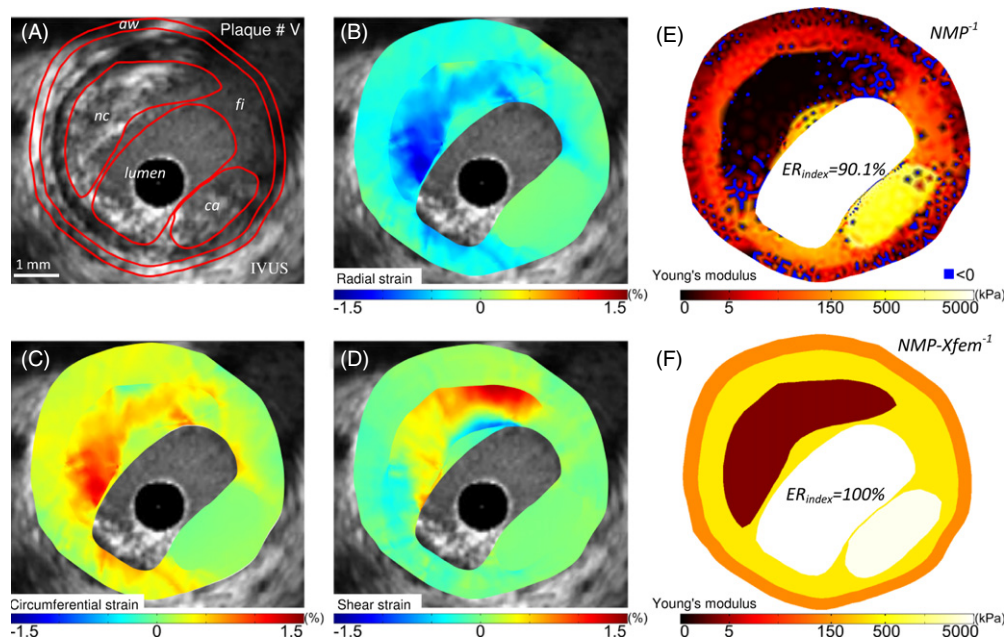 (A)
aw
Plaque # V
nc
fi
lumen
ca
1 mm
IVUS
(B)
Radial strain
(%)
-1.5
0
1.5
(E)
NMP⁻¹
ERindex=90.1%
Young's modulus
<0
0
5
150
500
5000
(kPa)
(C)
Circumferential strain
(%)
-1.5
0
1.5
(D)
Shear strain
(%)
-1.5
0
1.5
(F)
NMP-Xfem⁻¹
ERindex=100%
Young's modulus
0
5
150
500
5000
(kPa)